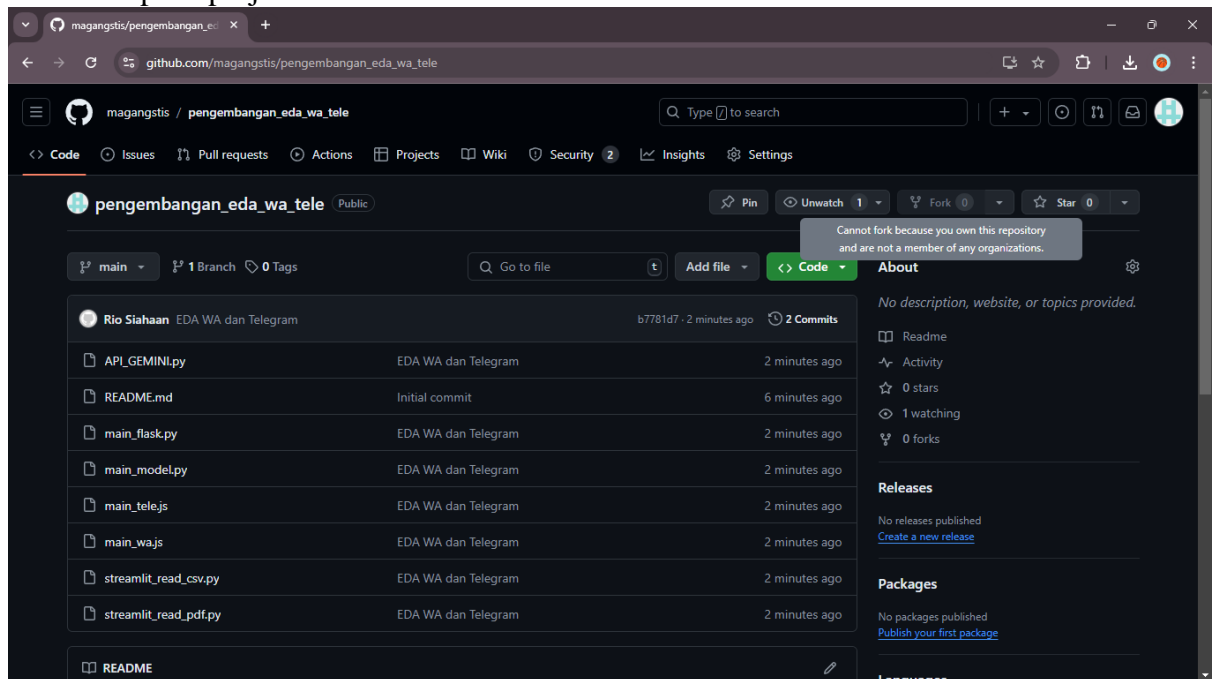 magangstis/pengembangan_ed
github.com/magangstis/pengembangan_eda_wa_tele
magangstis / pengembangan_eda_wa_tele
Type / to search
Code Issues Pull requests Actions Projects Wiki Security 2 Insights Settings
pengembangan_eda_wa_tele Public
Pin Unwatch 1 Fork 0 Star 0
Cannot fork because you own this repository
and are not a member of any organizations.
main 1 Branch 0 Tags
Go to file t
Add file Code
About
No description, website, or topics provided.
Rio Siahaan EDA WA dan Telegram b7781d7 · 2 minutes ago 2 Commits
API_GEMINI.py EDA WA dan Telegram 2 minutes ago
README.md Initial commit 6 minutes ago
main_flask.py EDA WA dan Telegram 2 minutes ago
main_model.py EDA WA dan Telegram 2 minutes ago
main_tele.js EDA WA dan Telegram 2 minutes ago
main_wa.js EDA WA dan Telegram 2 minutes ago
streamlit_read_csv.py EDA WA dan Telegram 2 minutes ago
streamlit_read_pdf.py EDA WA dan Telegram 2 minutes ago
README
Readme
Activity
0 stars
1 watching
0 forks
Releases
No releases published
Create a new release
Packages
No packages published
Publish your first package